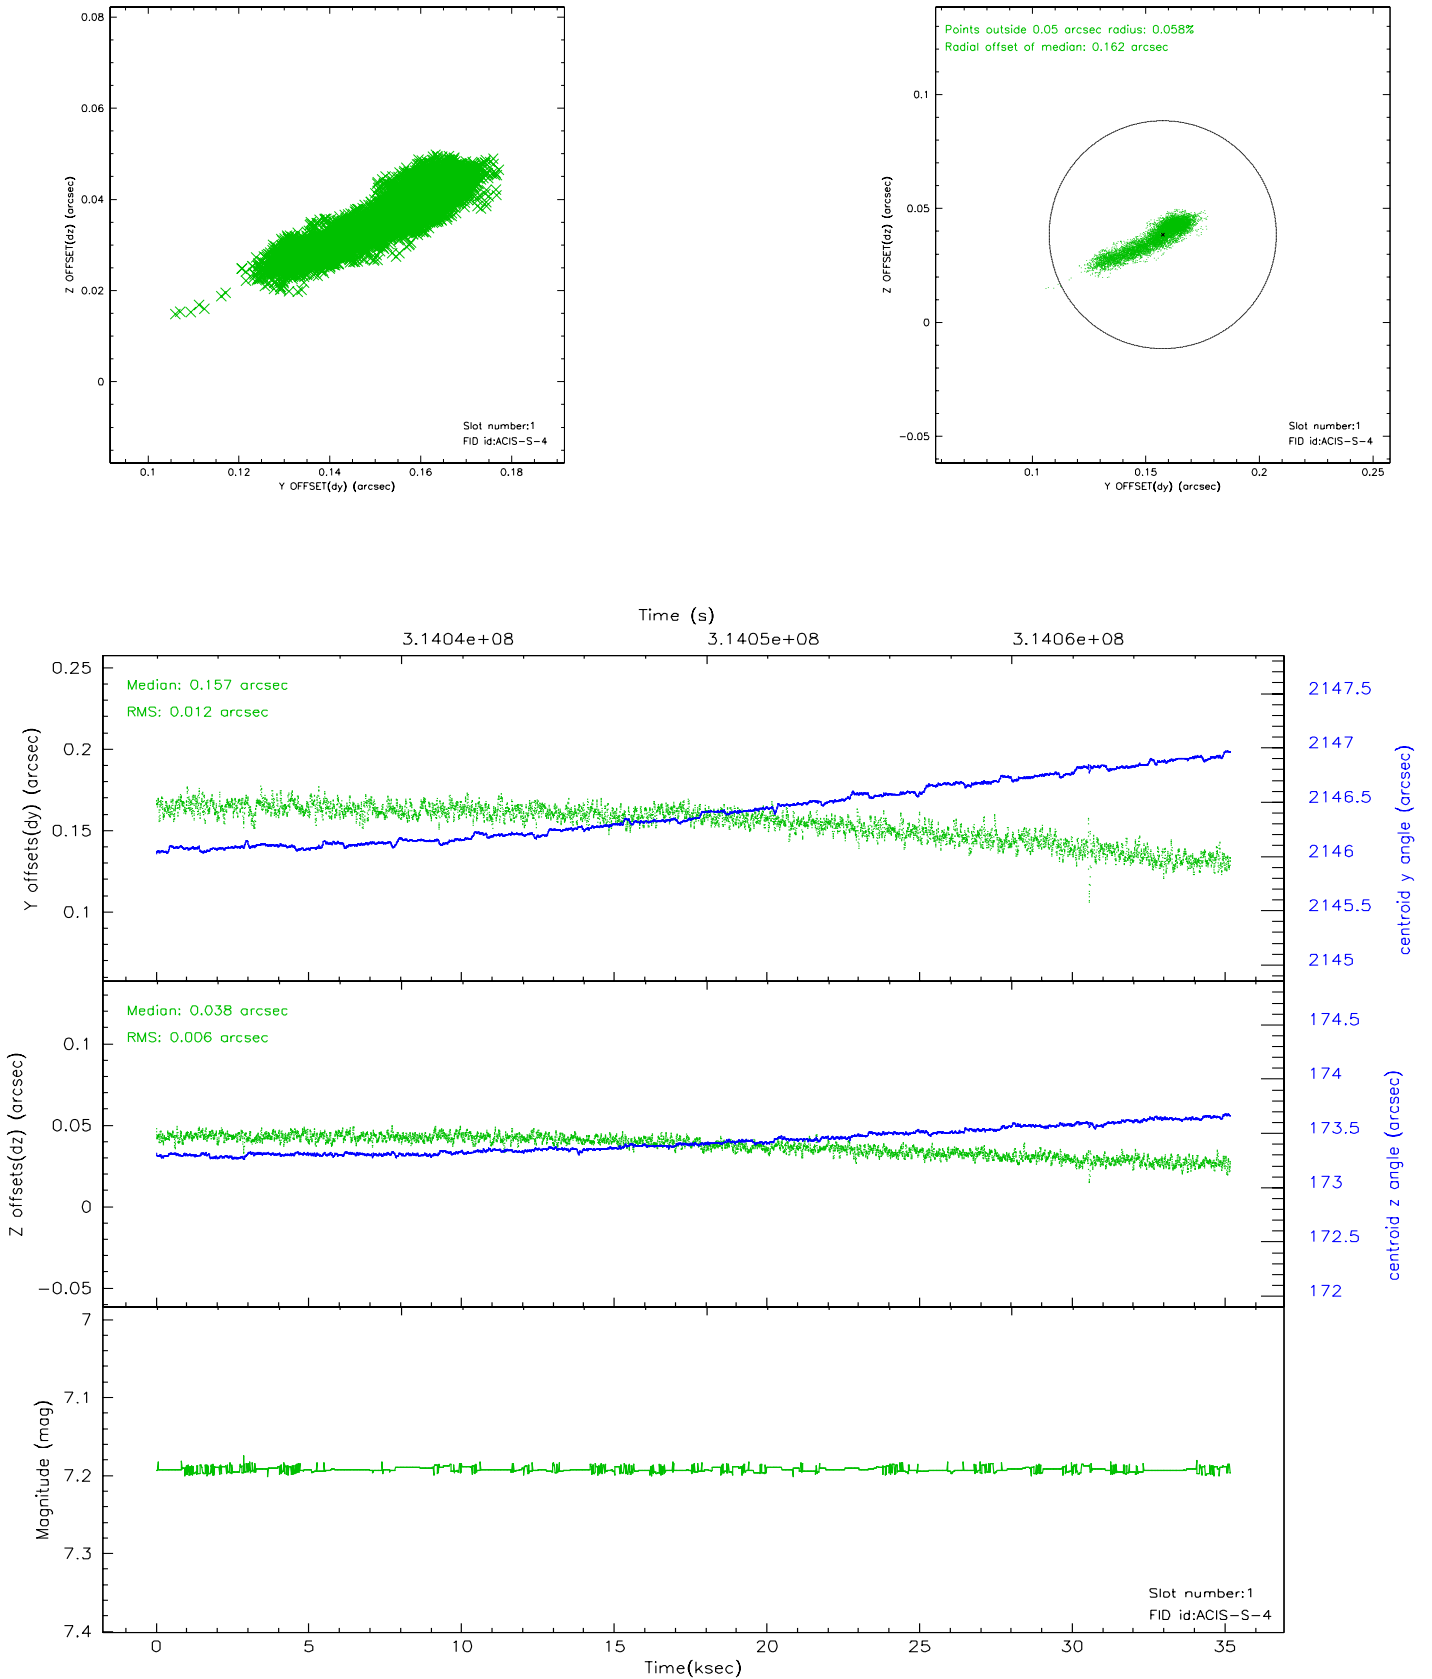 0.08
0.06
0.04
0.02
0
Z OFFSET(dz) (arcsec)
Slot number:1
FID id:ACIS-S-4
0.1 0.12 0.14 0.16 0.18
Y OFFSET(dy) (arcsec)
Points outside 0.05 arcsec radius: 0.058%
Radial offset of median: 0.162 arcsec
0.1
0.05
0
-0.05
Z OFFSET(dz) (arcsec)
Slot number:1
FID id:ACIS-S-4
0.1 0.15 0.2 0.25
Y OFFSET(dy) (arcsec)
Time (s)
3.1404e+08 3.1405e+08 3.1406e+08
0.25
0.2
0.15
0.1
Y offsets(dy) (arcsec)
Median: 0.157 arcsec
RMS: 0.012 arcsec
2147.5
2147
2146.5
2146
2145.5
2145
centroid y angle (arcsec)
0.1
0.05
0
-0.05
Z offsets(dz) (arcsec)
Median: 0.038 arcsec
RMS: 0.006 arcsec
174.5
174
173.5
173
172.5
172
centroid z angle (arcsec)
7
7.1
7.2
7.3
7.4
Magnitude (mag)
Slot number:1
FID id:ACIS-S-4
0 5 10 15 20 25 30 35
Time(ksec)